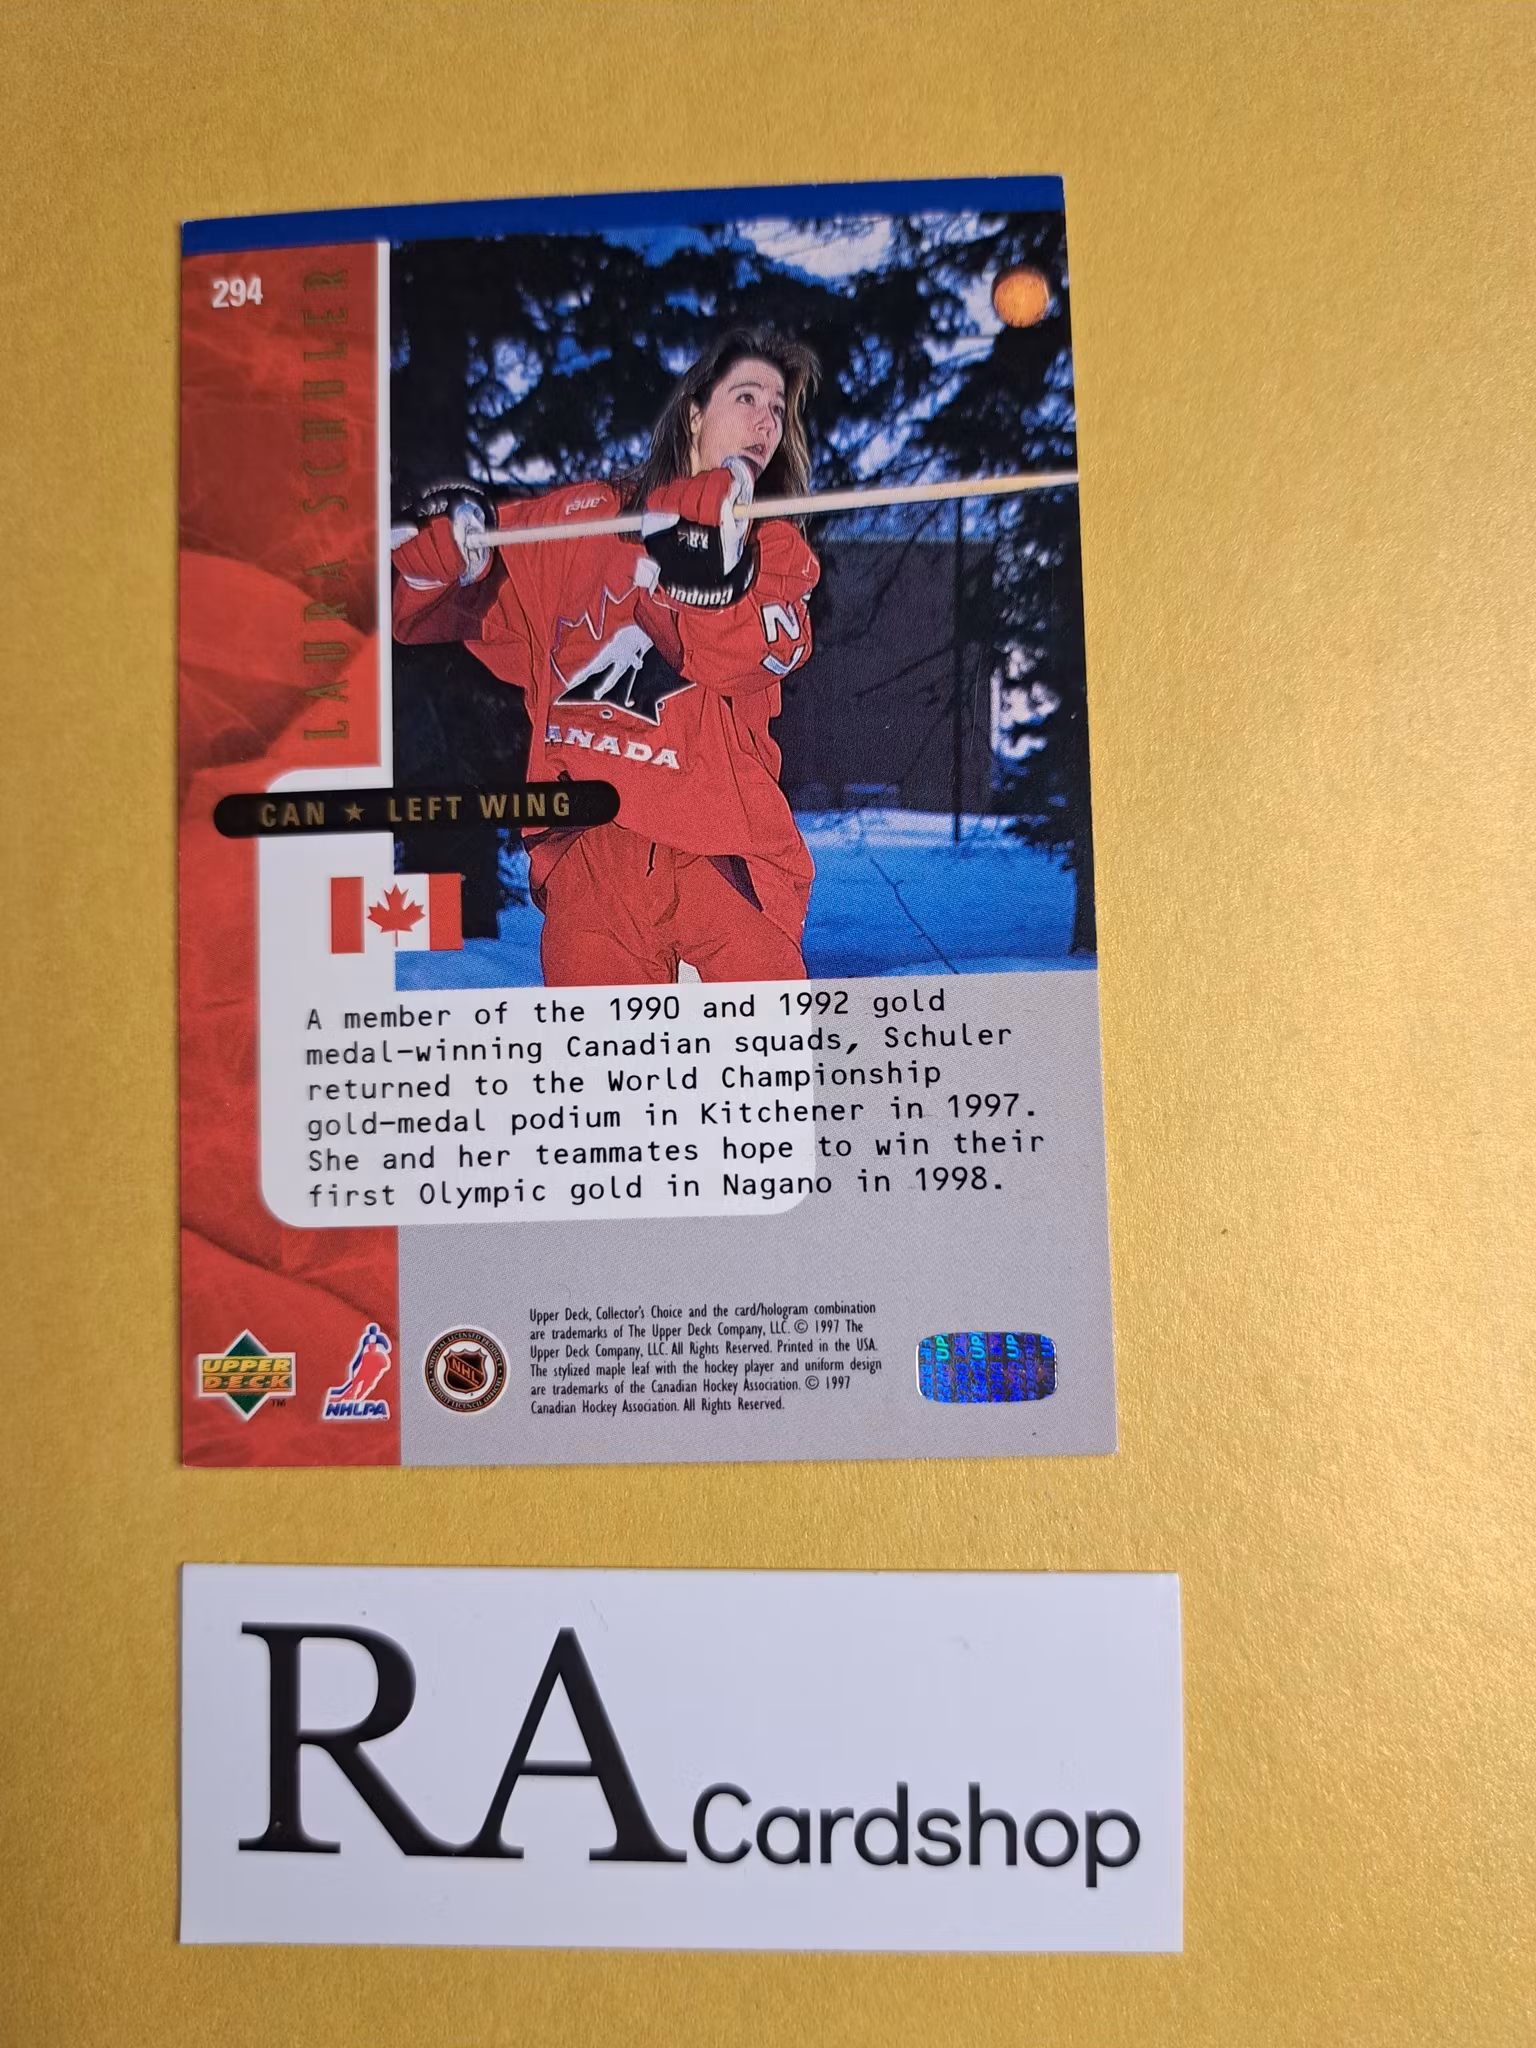 294
LAURA SCHULER
Bauer
Cooper
CANADA
CAN ★ LEFT WING
A member of the 1990 and 1992 gold
medal-winning Canadian squads, Schuler
returned to the World Championship
gold-medal podium in Kitchener in 1997.
She and her teammates hope to win their
first Olympic gold in Nagano in 1998.
Upper Deck, Collector's Choice and the card/hologram combination
are trademarks of The Upper Deck Company, LLC. © 1997 The
Upper Deck Company, LLC. All Rights Reserved. Printed in the USA.
The stylized maple leaf with the hockey player and uniform design
are trademarks of the Canadian Hockey Association. © 1997
Canadian Hockey Association. All Rights Reserved.
UPPER
DECK
TM
NHLPA
NHL
RA Cardshop